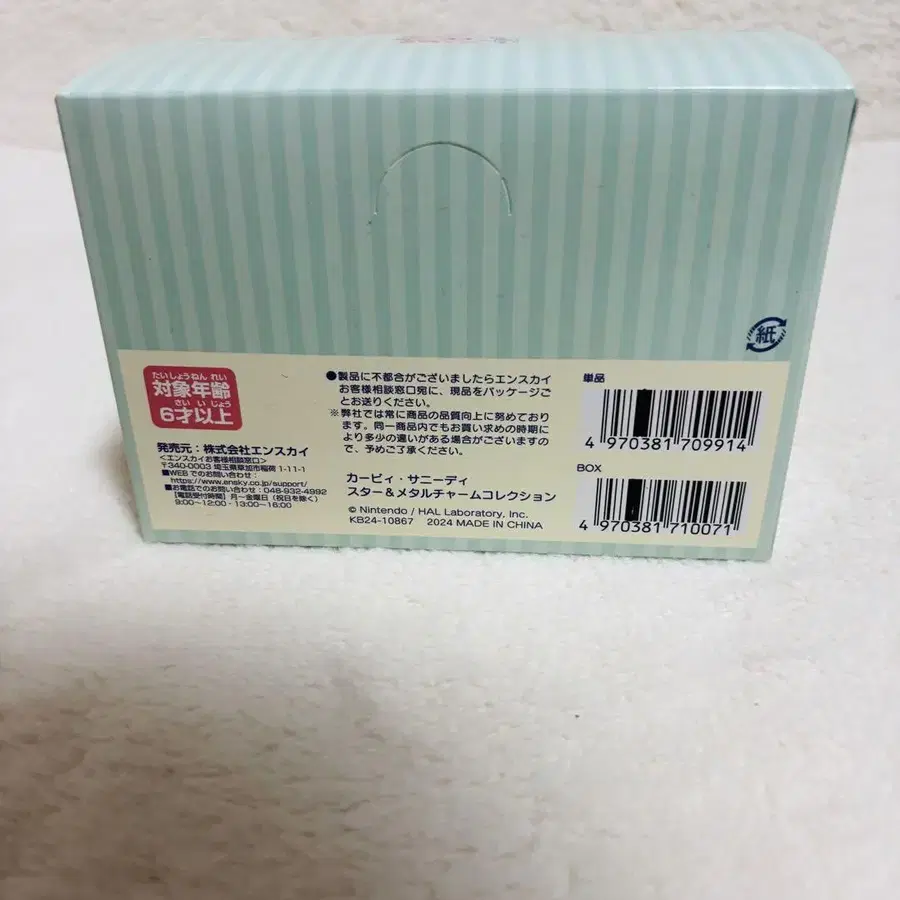 紙
たいしょうねんれい
対象年齢
さいいじょう
6才以上
発売元：株式会社エンスカイ
<エンスカイお客様相談窓口>
〒340-0003 埼玉県草加市稲荷 1-11-1
■WEBでのお問い合わせ：
https://www.ensky.co.jp/support/
■お電話でのお問い合わせ：048-932-4992
【電話受付時間】月〜金曜日（祝日を除く）
9:00〜12:00・13:00〜16:00
●製品に不都合がございましたらエンスカイ
お客様相談窓口宛に、現品をパッケージご
とお送りください。
※弊社では常に商品の品質向上に努めており
ます。同一商品内でもお買い求めの時期に
より多少の違いがある場合がございますの
で、予めご了承ください。
カービィ・サニーディ
スター＆メタルチャームコレクション
© Nintendo / HAL Laboratory, Inc.
KB24-10867 2024 MADE IN CHINA
単品
4 970381 709914
BOX
4 970381 710071